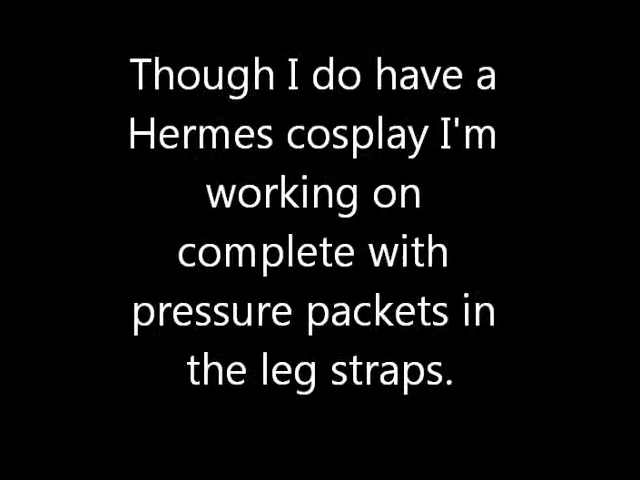 Though I do have a
Hermes cosplay I'm
working on
complete with
pressure packets in
the leg straps.